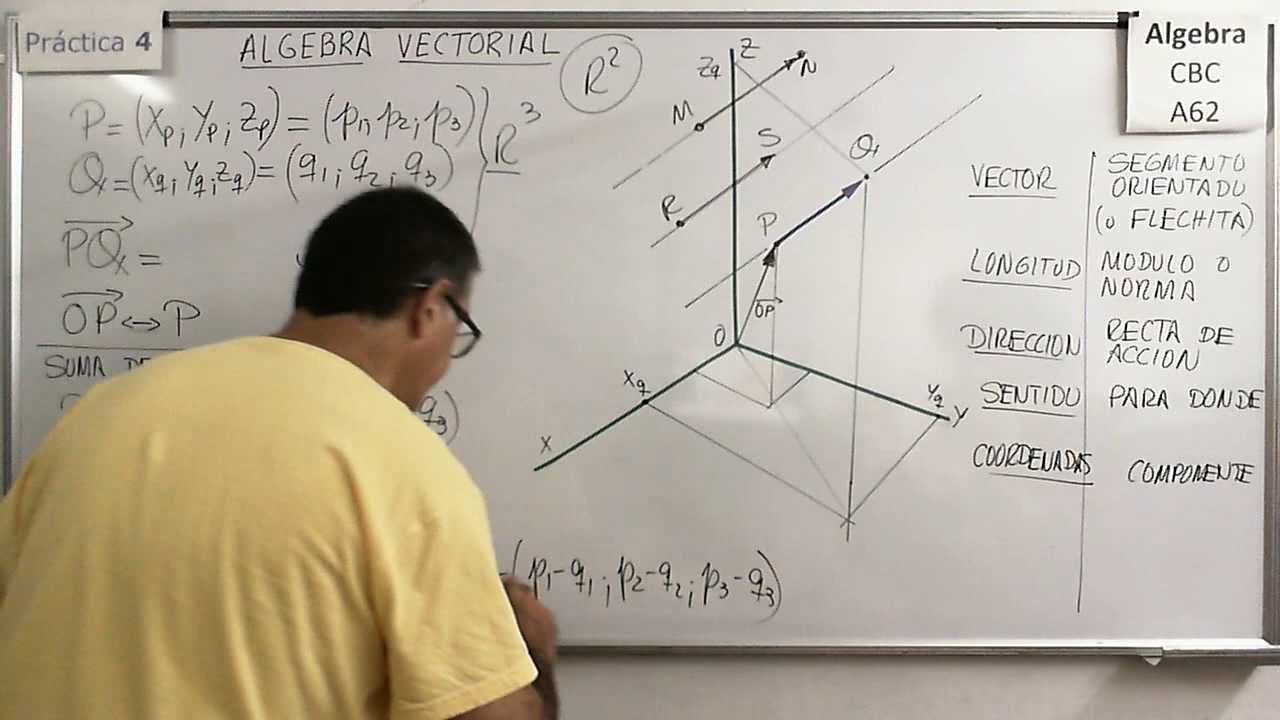 Práctica 4
ALGEBRA VECTORIAL
R²
P = (Xp; Yp; Zp) = (p1; p2; p3)
Q = (Xq; Yq; Zq) = (q1; q2; q3)
R³
PQ =
OP ↔ P
SUMA DE
q3)
(p1-q1; p2-q2; p3-q3)
Zq Z
M N
R S
P Q
OP
O
Xq
X
Yq
Y
Algebra
CBC
A62
VECTOR SEGMENTO
ORIENTADO
(o FLECHITA)
LONGITUD MODULO O
NORMA
DIRECCION RECTA DE
ACCION
SENTIDO PARA DONDE
COORDENADAS COMPONENTE